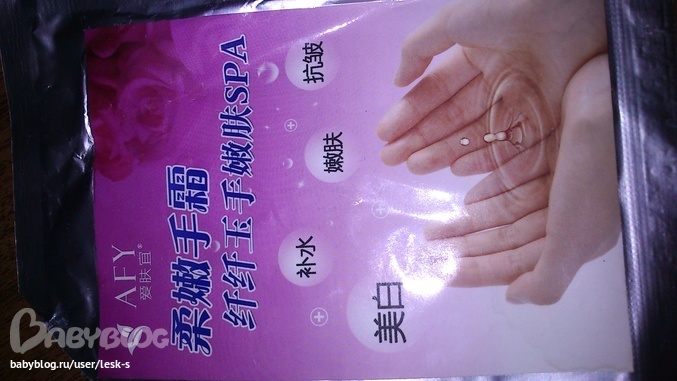 AFY
爱肤宜®
柔嫩手霜
纤纤玉手嫩肤SPA
美白
补水
嫩肤
抗皱
BABYBLOG
babyblog.ru/user/lesk-s